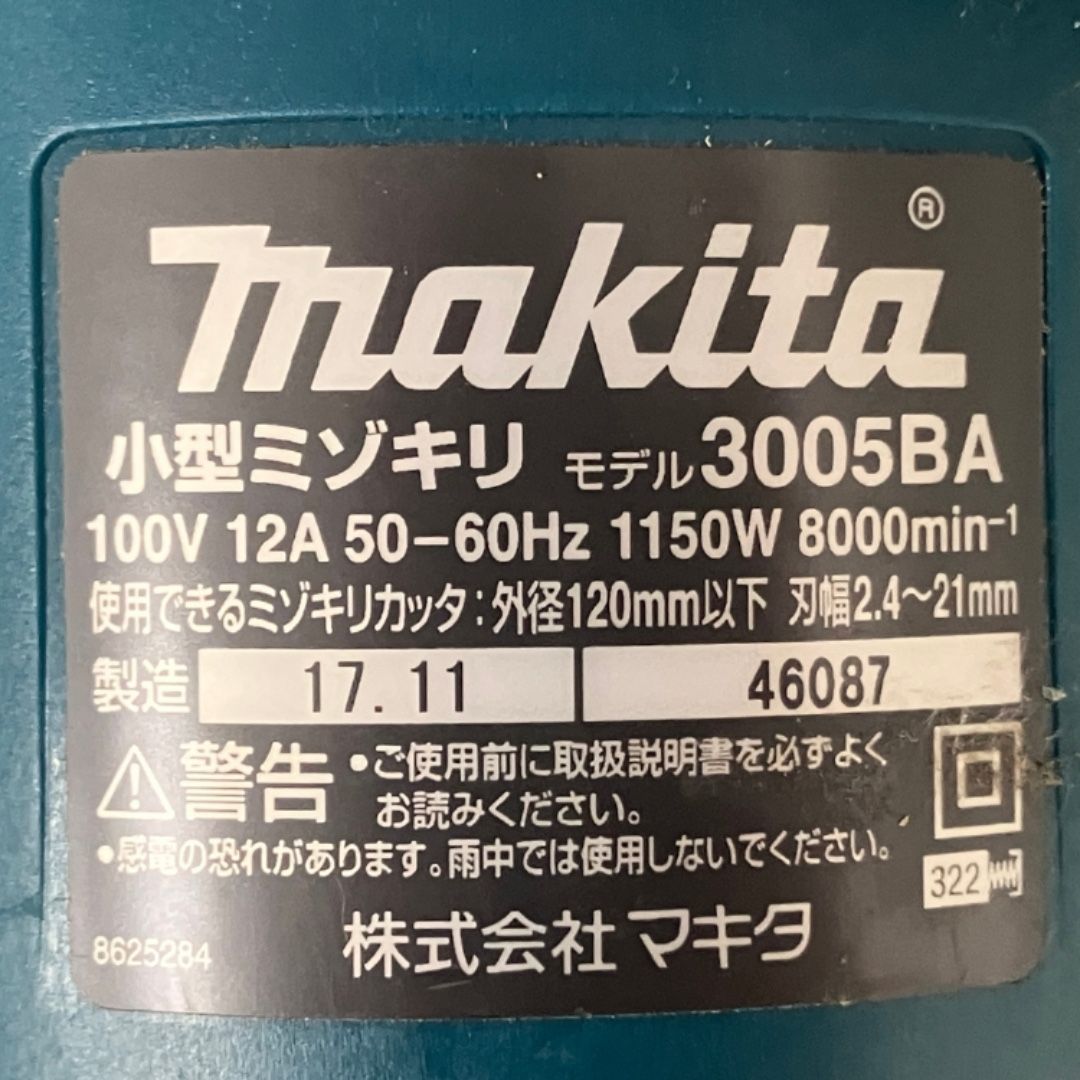 makita®
小型ミゾキリ モデル3005BA
100V 12A 50-60Hz 1150W 8000min⁻¹
使用できるミゾキリカッタ:外径120mm以下 刃幅2.4〜21mm
製造 17.11 46087
警告 •ご使用前に取扱説明書を必ずよく
お読みください。
•感電の恐れがあります。雨中では使用しないでください。
322
8625284 株式会社マキタ